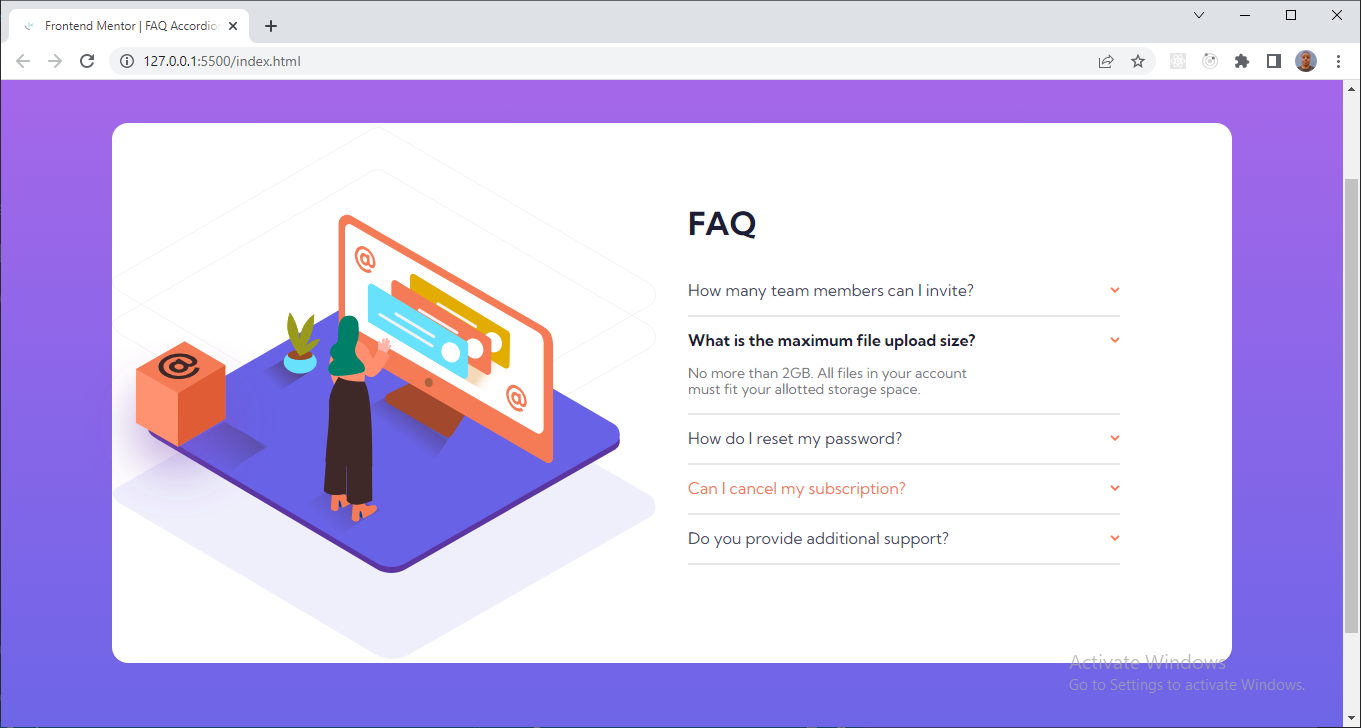 Frontend Mentor | FAQ Accordion
127.0.0.1:5500/index.html
FAQ
How many team members can I invite?
What is the maximum file upload size?
No more than 2GB. All files in your account
must fit your allotted storage space.
How do I reset my password?
Can I cancel my subscription?
Do you provide additional support?
@
@
@
Activate Windows
Go to Settings to activate Windows.